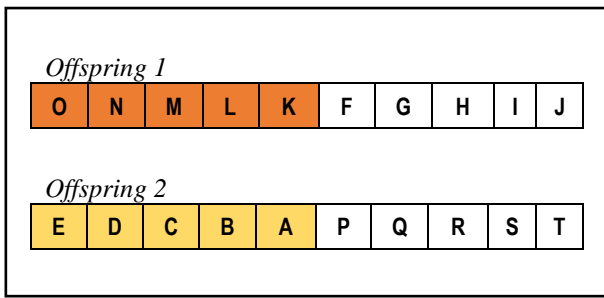 Offspring 1
O N M L K F G H I J
Offspring 2
E D C B A P Q R S T